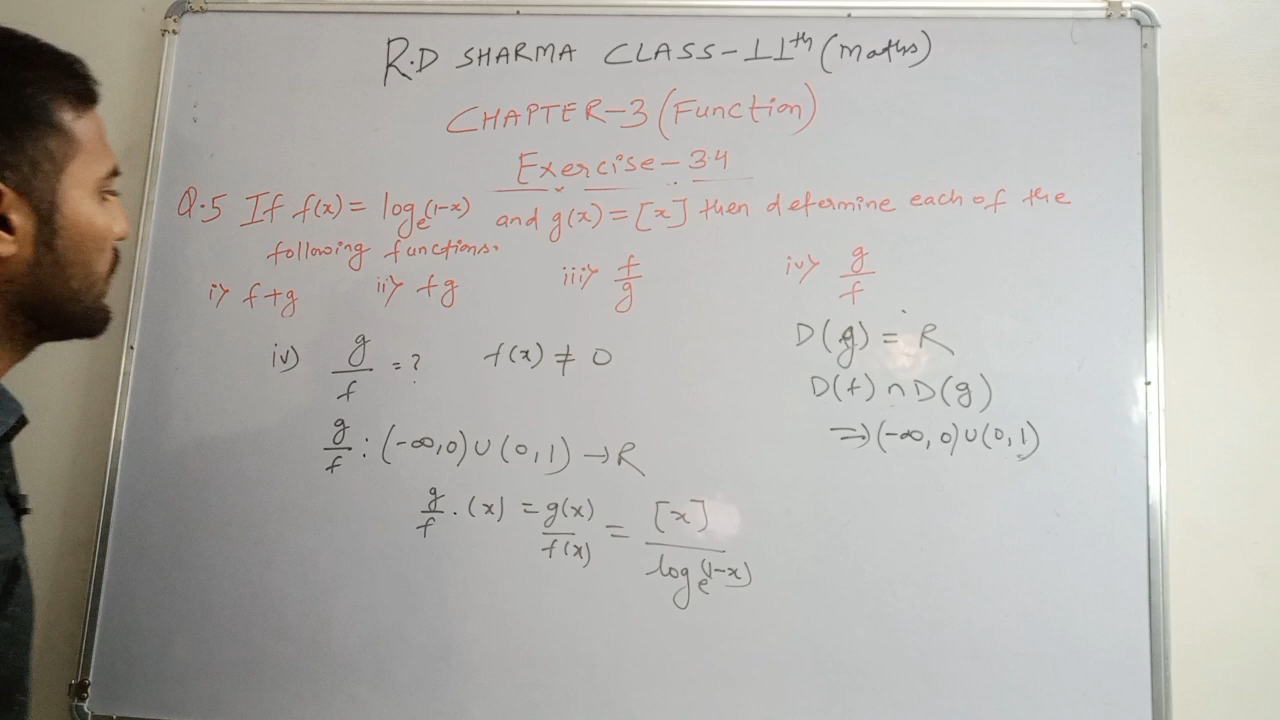 R.D SHARMA CLASS-11th (Maths)
CHAPTER-3 (Function)
Exercise-3.4
Q.5 If f(x) = logₑ(1-x) and g(x) = [x] then determine each of the
following functions.
i> f+g ii> fg iii> f/g iv> g/f
iv) g/f = ? f(x) ≠ 0
D(g) = R
D(f) ∩ D(g)
⇒ (-∞, 0) ∪ (0, 1)
g/f : (-∞, 0) ∪ (0, 1) → R
g/f . (x) = g(x)/f(x) = [x]/logₑ(1-x)